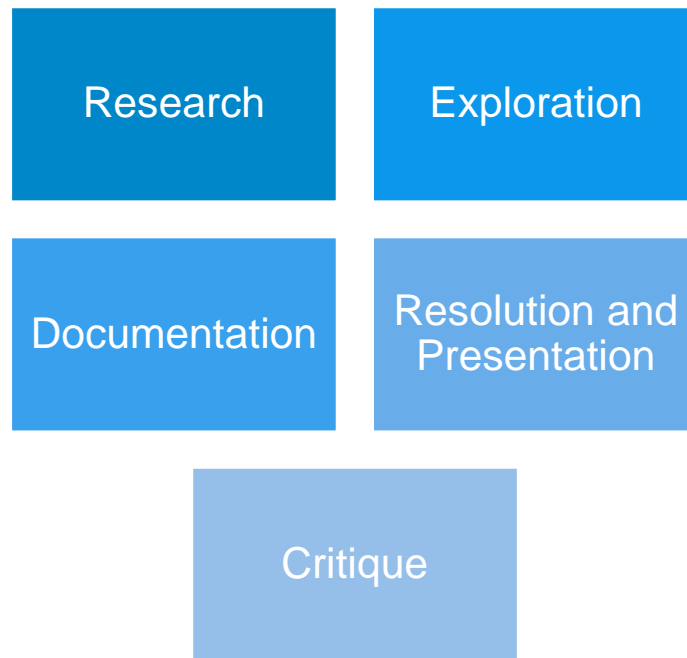 Research
Exploration
Documentation
Resolution and
Presentation
Critique